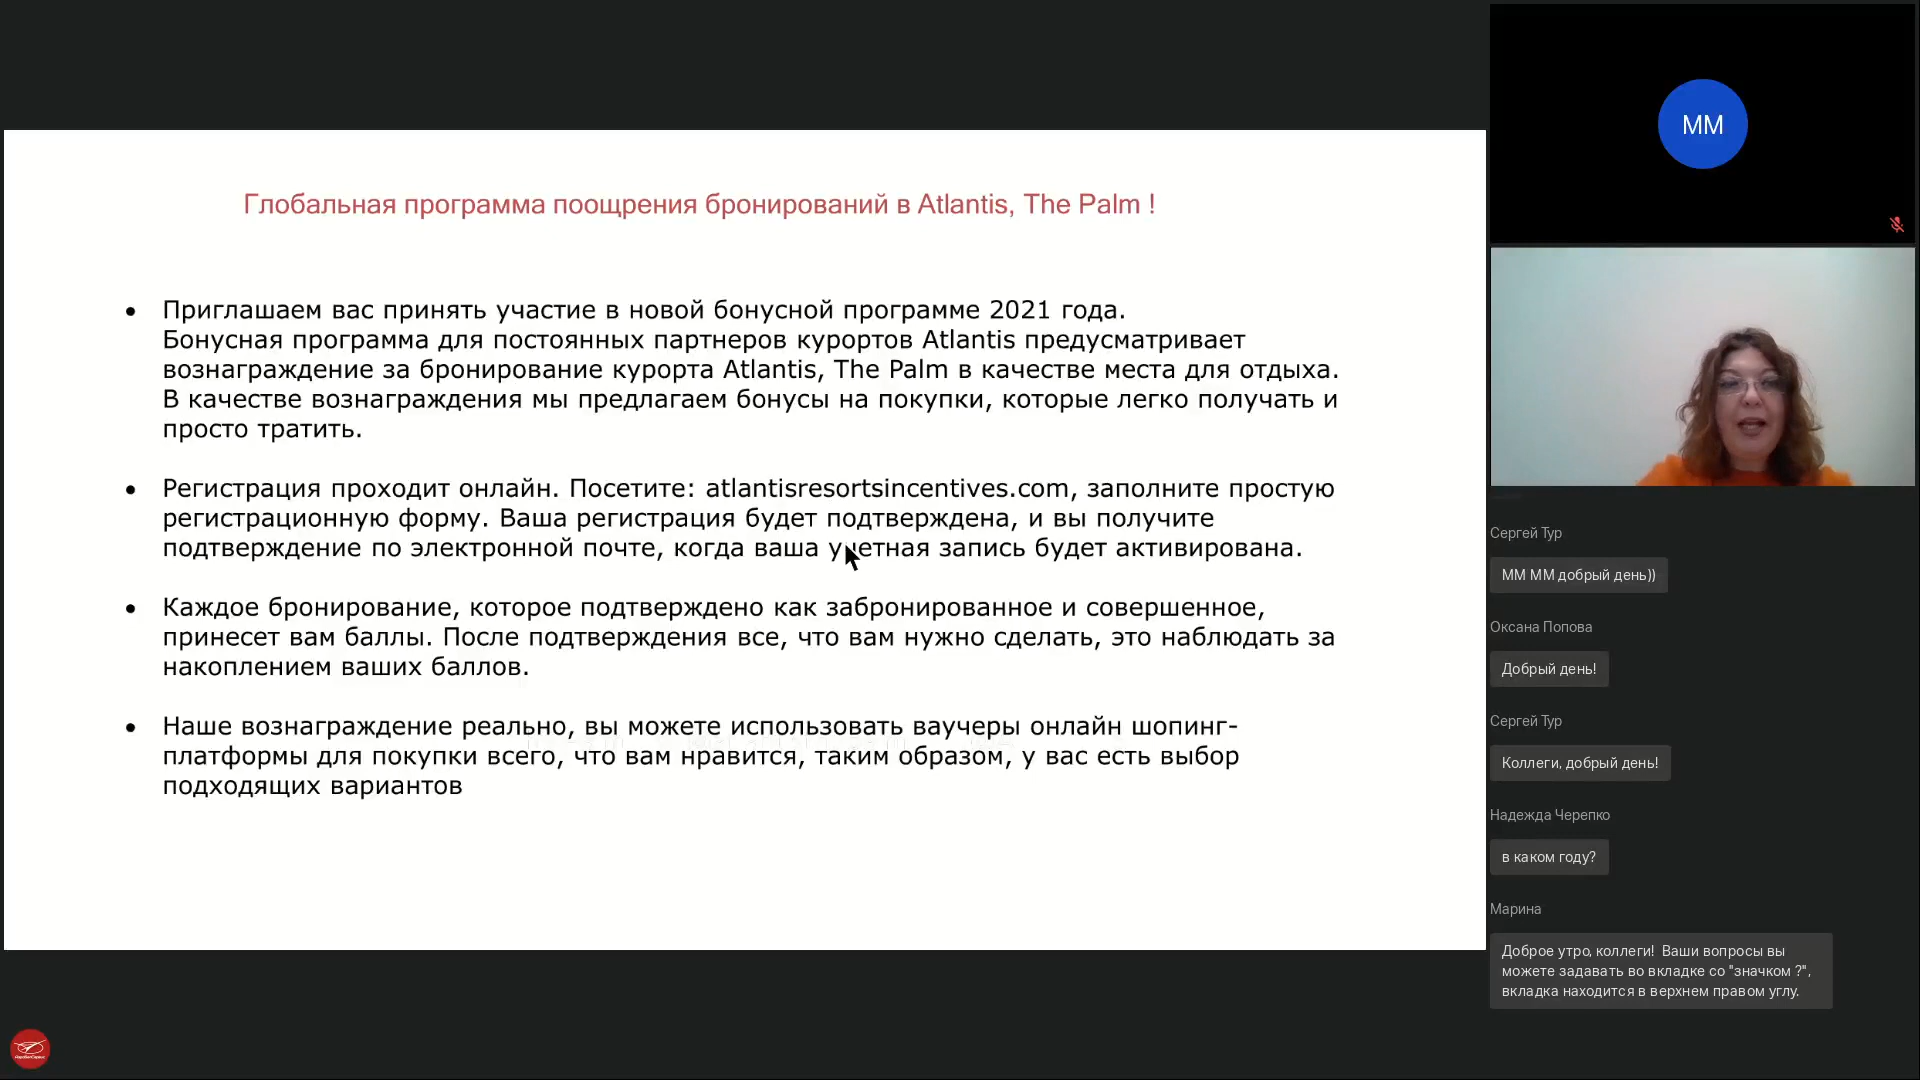 Глобальная программа поощрения бронирований в Atlantis, The Palm !
• Приглашаем вас принять участие в новой бонусной программе 2021 года.
Бонусная программа для постоянных партнеров курортов Atlantis предусматривает
вознаграждение за бронирование курорта Atlantis, The Palm в качестве места для отдыха.
В качестве вознаграждения мы предлагаем бонусы на покупки, которые легко получать и
просто тратить.
• Регистрация проходит онлайн. Посетите: atlantisresortsincentives.com, заполните простую
регистрационную форму. Ваша регистрация будет подтверждена, и вы получите
подтверждение по электронной почте, когда ваша учетная запись будет активирована.
• Каждое бронирование, которое подтверждено как забронированное и совершенное,
принесет вам баллы. После подтверждения все, что вам нужно сделать, это наблюдать за
накоплением ваших баллов.
• Наше вознаграждение реально, вы можете использовать ваучеры онлайн шопинг-
платформы для покупки всего, что вам нравится, таким образом, у вас есть выбор
подходящих вариантов
MM
Сергей Тур
MM MM добрый день))
Оксана Попова
Добрый день!
Сергей Тур
Коллеги, добрый день!
Надежда Черепко
в каком году?
Марина
Доброе утро, коллеги! Ваши вопросы вы
можете задавать во вкладке со "значком ?",
вкладка находится в верхнем правом углу.